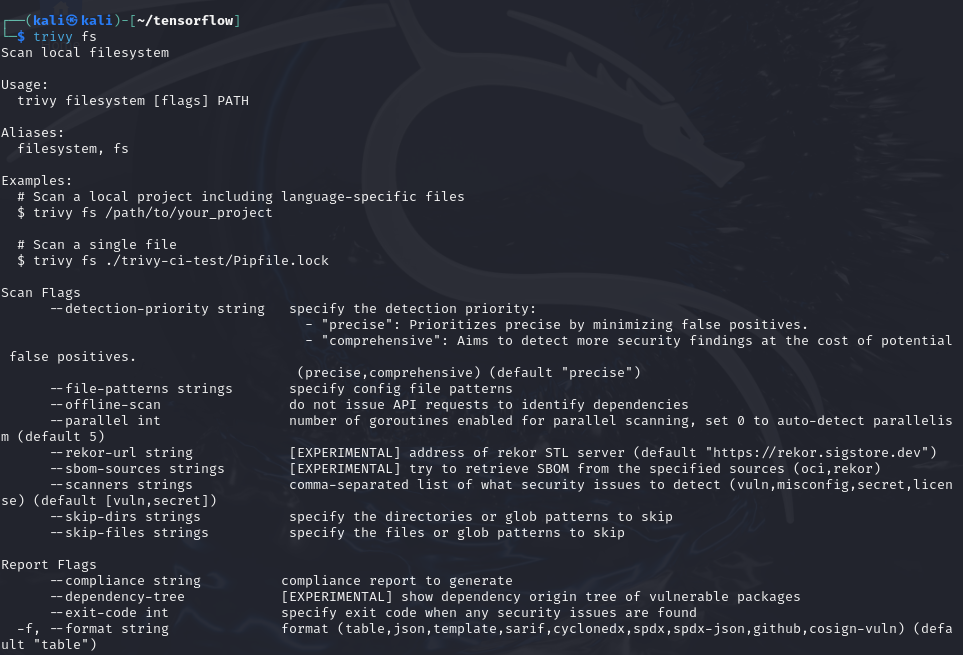 ┌──(kali㉿kali)-[~/tensorflow]
└─$ trivy fs
Scan local filesystem

Usage:
  trivy filesystem [flags] PATH

Aliases:
  filesystem, fs

Examples:
  # Scan a local project including language-specific files
  $ trivy fs /path/to/your_project

  # Scan a single file
  $ trivy fs ./trivy-ci-test/Pipfile.lock

Scan Flags
      --detection-priority string   specify the detection priority:
                                      - "precise": Prioritizes precise by minimizing false positives.
                                      - "comprehensive": Aims to detect more security findings at the cost of potential
 false positives.
                                     (precise,comprehensive) (default "precise")
      --file-patterns strings       specify config file patterns
      --offline-scan                do not issue API requests to identify dependencies
      --parallel int                number of goroutines enabled for parallel scanning, set 0 to auto-detect parallelis
m (default 5)
      --rekor-url string            [EXPERIMENTAL] address of rekor STL server (default "https://rekor.sigstore.dev")
      --sbom-sources strings        [EXPERIMENTAL] try to retrieve SBOM from the specified sources (oci,rekor)
      --scanners strings            comma-separated list of what security issues to detect (vuln,misconfig,secret,licen
se) (default [vuln,secret])
      --skip-dirs strings           specify the directories or glob patterns to skip
      --skip-files strings          specify the files or glob patterns to skip

Report Flags
      --compliance string          compliance report to generate
      --dependency-tree            [EXPERIMENTAL] show dependency origin tree of vulnerable packages
      --exit-code int              specify exit code when any security issues are found
  -f, --format string              format (table,json,template,sarif,cyclonedx,spdx,spdx-json,github,cosign-vuln) (defa
ult "table")